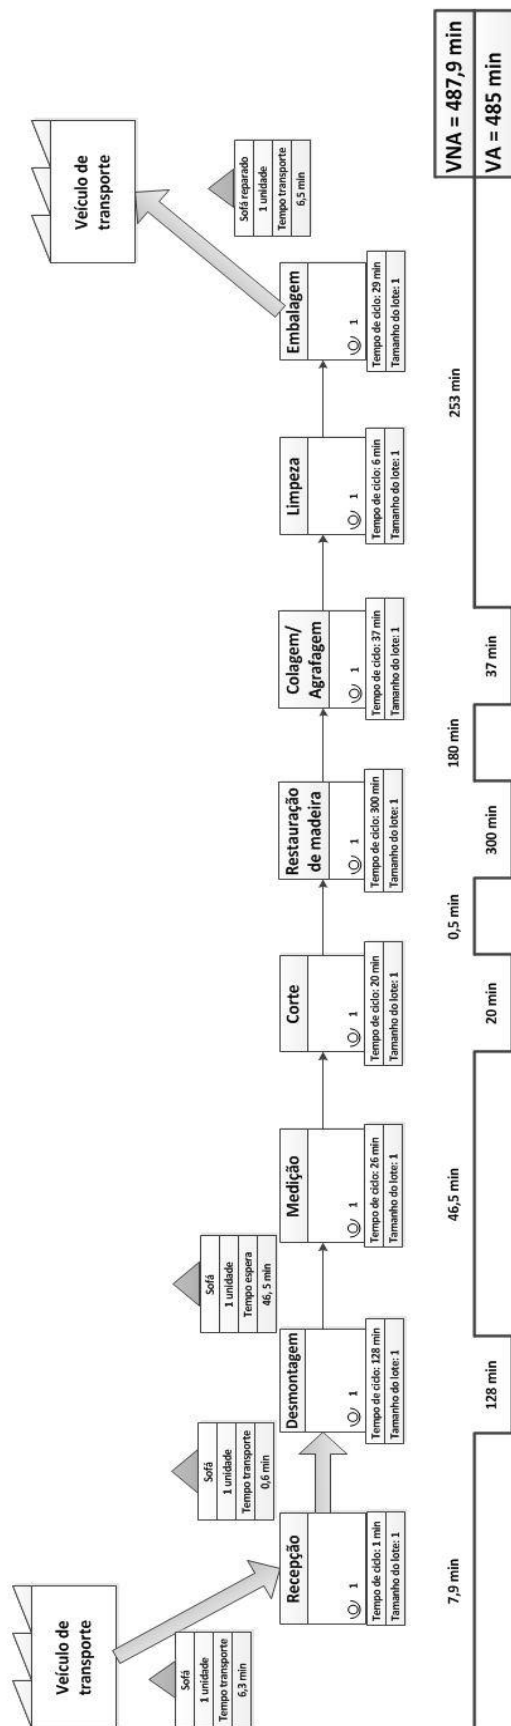 Veículo de
transporte
Sofá
1 unidade
Tempo transporte
6,3 min
Recepção
1
Tempo de ciclo: 1 min
Tamanho do lote: 1
Sofá
1 unidade
Tempo transporte
0,6 min
Desmontagem
1
Tempo de ciclo: 128 min
Tamanho do lote: 1
Sofá
1 unidade
Tempo espera
46, 5 min
Medição
1
Tempo de ciclo: 26 min
Tamanho do lote: 1
Corte
1
Tempo de ciclo: 20 min
Tamanho do lote: 1
Restauração
de madeira
1
Tempo de ciclo: 300 min
Tamanho do lote: 1
Colagem/
Agrafagem
1
Tempo de ciclo: 37 min
Tamanho do lote: 1
Limpeza
1
Tempo de ciclo: 6 min
Tamanho do lote: 1
Embalagem
1
Tempo de ciclo: 29 min
Tamanho do lote: 1
Sofá reparado
1 unidade
Tempo transporte
6,5 min
Veículo de
transporte
7,9 min
128 min
46,5 min
20 min
0,5 min
300 min
180 min
37 min
253 min
VNA = 487,9 min
VA = 485 min